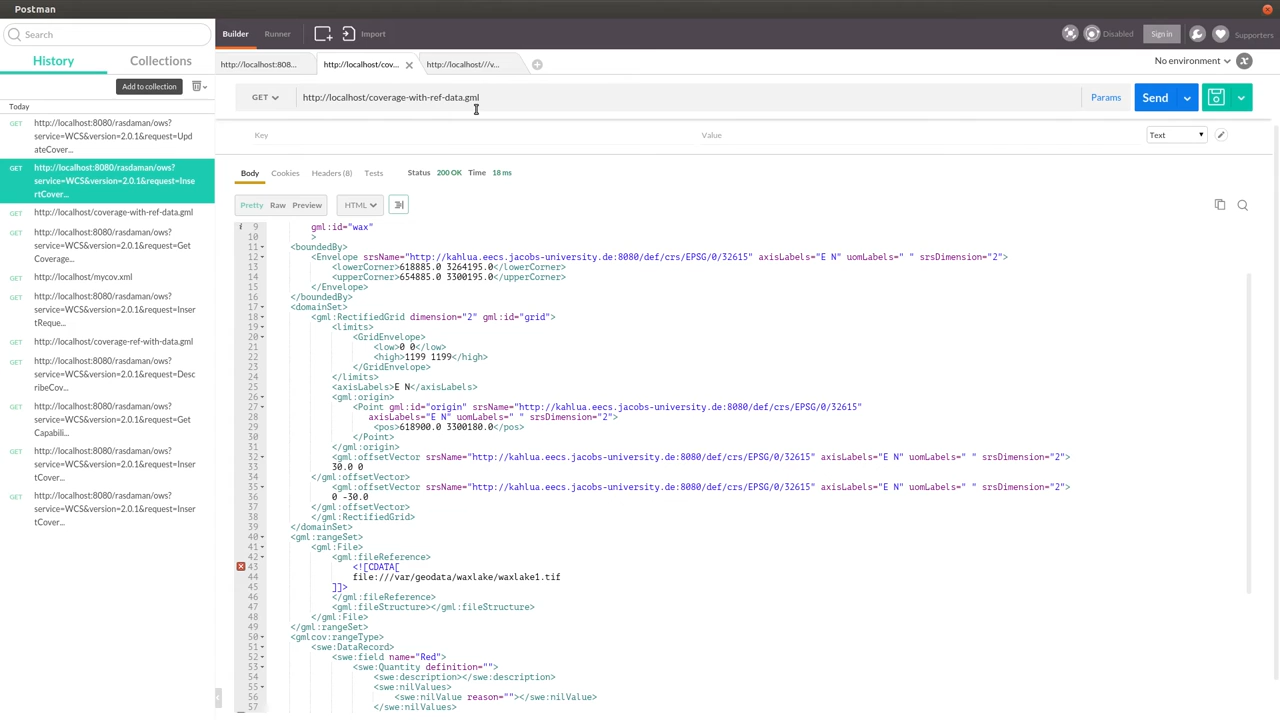 Postman
Search
History
Collections
Add to collection
Today
GET
http://localhost:8080/rasdaman/ows?
service=WCS&version=2.0.1&request=Upd
ateCover...
GET
http://localhost:8080/rasdaman/ows?
service=WCS&version=2.0.1&request=Inse
rtCover...
GET
http://localhost/coverage-with-ref-data.gml
GET
http://localhost:8080/rasdaman/ows?
service=WCS&version=2.0.1&request=Get
Coverage...
GET
http://localhost/mycov.xml
GET
http://localhost:8080/rasdaman/ows?
service=WCS&version=2.0.1&request=Inser
tReque...
GET
http://localhost/coverage-ref-with-data.gml
GET
http://localhost:8080/rasdaman/ows?
service=WCS&version=2.0.1&request=Desc
ribeCov...
GET
http://localhost:8080/rasdaman/ows?
service=WCS&version=2.0.1&request=Get
Capabili...
GET
http://localhost:8080/rasdaman/ows?
service=WCS&version=2.0.1&request=Inser
tCover...
GET
http://localhost:8080/rasdaman/ows?
service=WCS&version=2.0.1&request=Inser
tCover...
Builder
Runner
Import
Disabled
Sign in
Supporters
http://localhost:808...
http://localhost/cov...
http://localhost///v...
No environment
GET
http://localhost/coverage-with-ref-data.gml
Params
Send
Key
Value
Text
Body
Cookies
Headers (8)
Tests
Status 200 OK Time 18 ms
Pretty
Raw
Preview
HTML
i 9 gml:id="wax"
10 >
11 <boundedBy>
12 <Envelope srsName="http://kahlua.eecs.jacobs-university.de:8080/def/crs/EPSG/0/32615" axisLabels="E N" uomLabels=" " srsDimension="2">
13 <lowerCorner>618885.0 3264195.0</lowerCorner>
14 <upperCorner>654885.0 3300195.0</upperCorner>
15 </Envelope>
16 </boundedBy>
17 <domainSet>
18 <gml:RectifiedGrid dimension="2" gml:id="grid">
19 <limits>
20 <GridEnvelope>
21 <low>0 0</low>
22 <high>1199 1199</high>
23 </GridEnvelope>
24 </limits>
25 <axisLabels>E N</axisLabels>
26 <gml:origin>
27 <Point gml:id="origin" srsName="http://kahlua.eecs.jacobs-university.de:8080/def/crs/EPSG/0/32615"
28 axisLabels="E N" uomLabels=" " srsDimension="2">
29 <pos>618900.0 3300180.0</pos>
30 </Point>
31 </gml:origin>
32 <gml:offsetVector srsName="http://kahlua.eecs.jacobs-university.de:8080/def/crs/EPSG/0/32615" axisLabels="E N" uomLabels=" " srsDimension="2">
33 30.0 0
34 </gml:offsetVector>
35 <gml:offsetVector srsName="http://kahlua.eecs.jacobs-university.de:8080/def/crs/EPSG/0/32615" axisLabels="E N" uomLabels=" " srsDimension="2">
36 0 -30.0
37 </gml:offsetVector>
38 </gml:RectifiedGrid>
39 </domainSet>
40 <gml:rangeSet>
41 <gml:File>
42 <gml:fileReference>
43 <![CDATA[
44 file:///var/geodata/waxlake/waxlake1.tif
45 ]]>
46 </gml:fileReference>
47 <gml:fileStructure></gml:fileStructure>
48 </gml:File>
49 </gml:rangeSet>
50 <gmlcov:rangeType>
51 <swe:DataRecord>
52 <swe:field name="Red">
53 <swe:Quantity definition="">
54 <swe:description></swe:description>
55 <swe:nilValues>
56 <swe:nilValue reason=""></swe:nilValue>
57 </swe:nilValues>